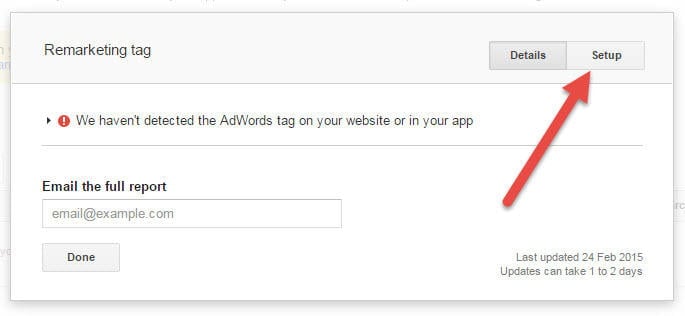 Remarketing tag
Details
Setup
We haven't detected the AdWords tag on your website or in your app
Email the full report
email@example.com
Done
Last updated 24 Feb 2015
Updates can take 1 to 2 days